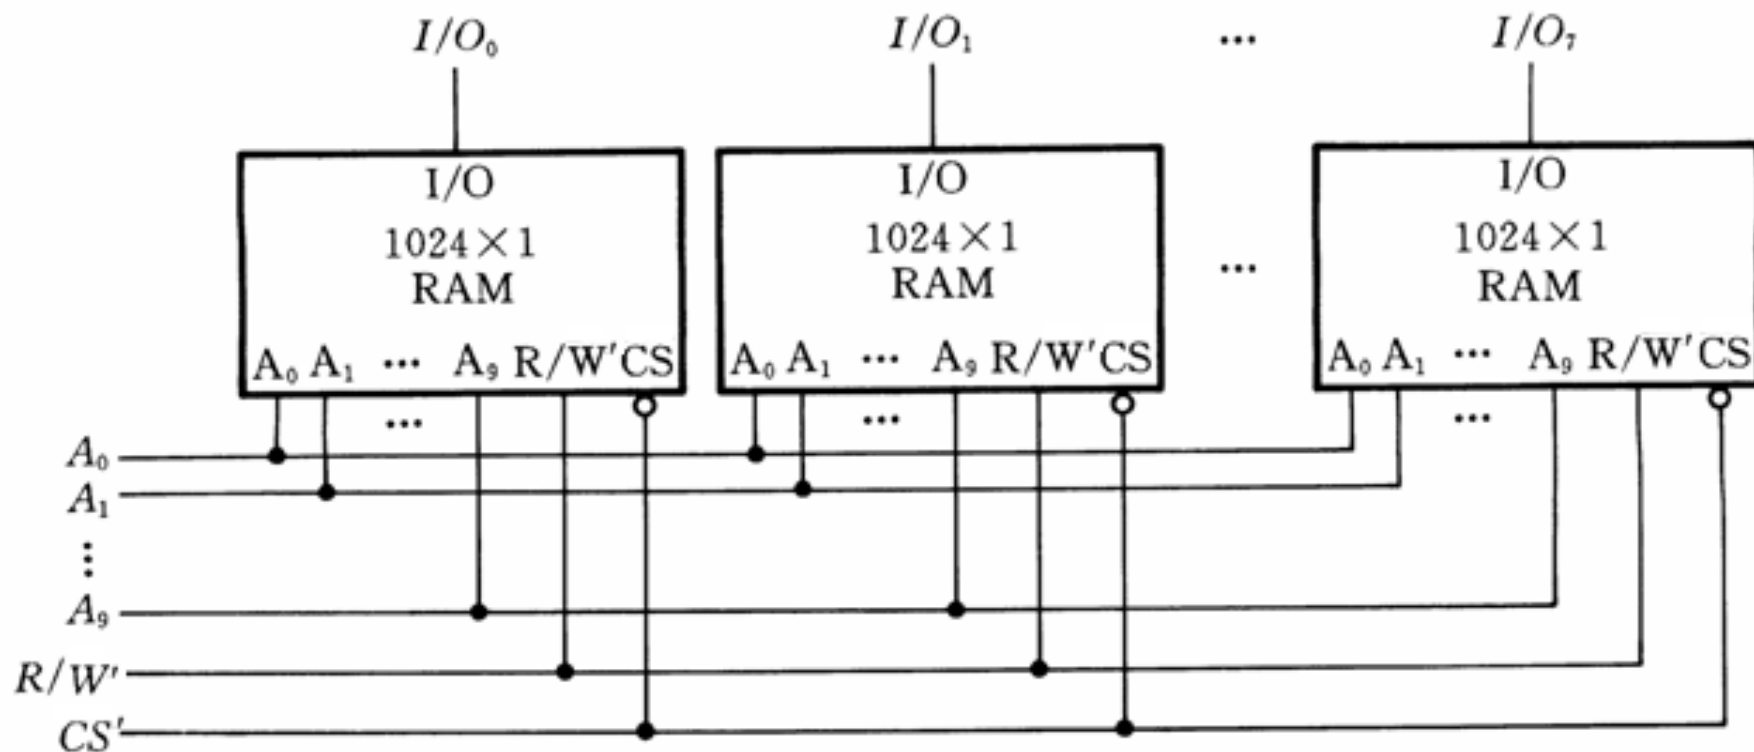 I/O₀ I/O₁ ... I/O₇
I/O I/O I/O
1024×1 1024×1 1024×1
RAM RAM ... RAM
A₀ A₁ ... A₉ R/W'CS A₀ A₁ ... A₉ R/W'CS A₀ A₁ ... A₉ R/W'CS
... ... ...
A₀
A₁
⋮
A₉
R/W'
CS'